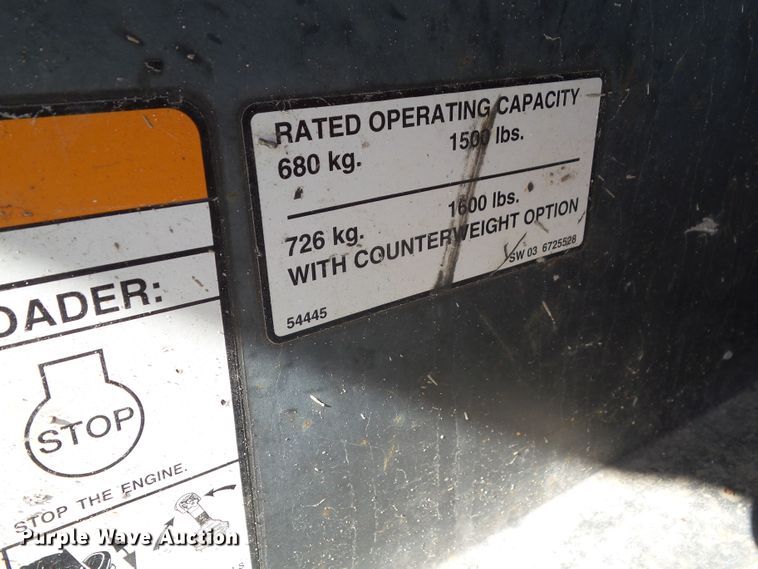 RATED OPERATING CAPACITY
680 kg. 1500 lbs.
726 kg. 1600 lbs.
WITH COUNTERWEIGHT OPTION
SW 03 6725528
54445
OADER:
STOP
STOP THE ENGINE.
Purple Wave Auction